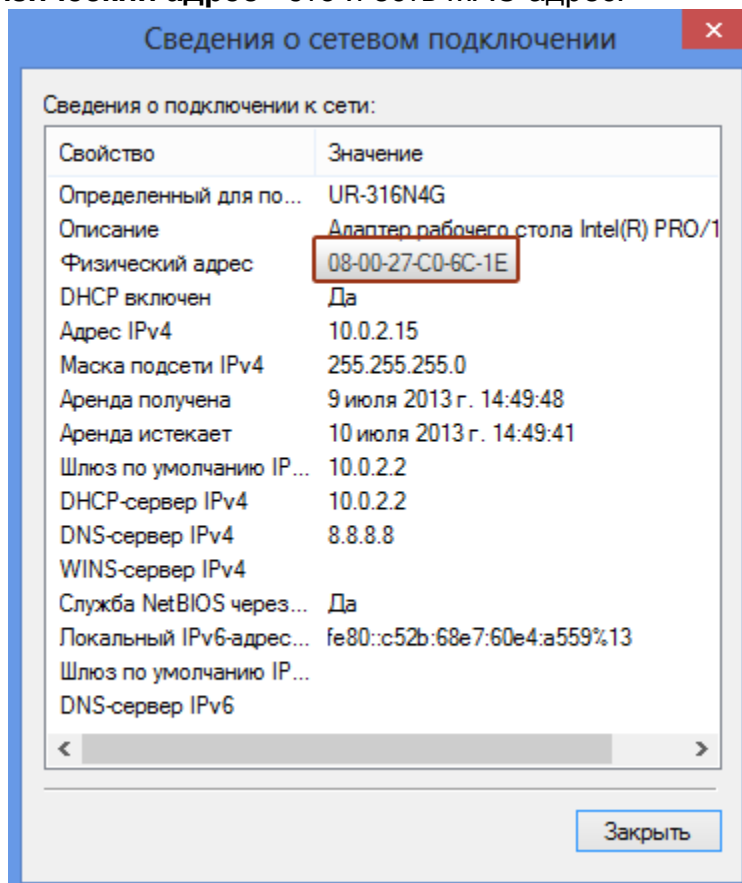 адрес - это и есть MAC-адрес.
Сведения о сетевом подключении
Сведения о подключении к сети:
Свойство Значение
Определенный для по... UR-316N4G
Описание Адаптер рабочего стола Intel(R) PRO/1
Физический адрес 08-00-27-C0-6C-1E
DHCP включен Да
Адрес IPv4 10.0.2.15
Маска подсети IPv4 255.255.255.0
Аренда получена 9 июля 2013 г. 14:49:48
Аренда истекает 10 июля 2013 г. 14:49:41
Шлюз по умолчанию IP... 10.0.2.2
DHCP-сервер IPv4 10.0.2.2
DNS-сервер IPv4 8.8.8.8
WINS-сервер IPv4
Служба NetBIOS через... Да
Локальный IPv6-адрес... fe80::c52b:68e7:60e4:a559%13
Шлюз по умолчанию IP...
DNS-сервер IPv6
Закрыть